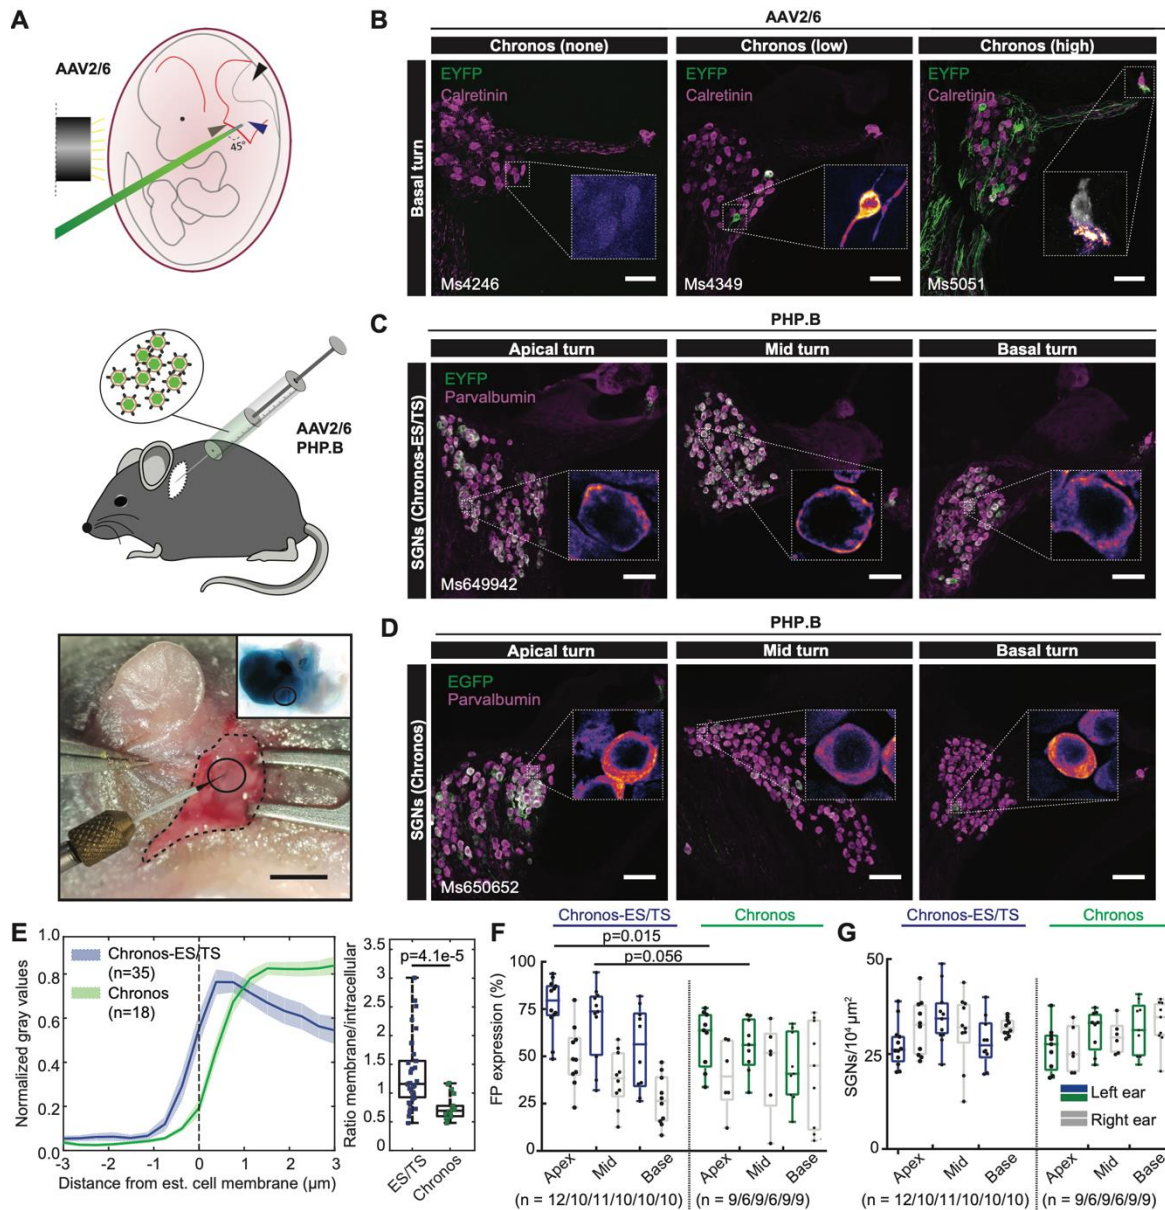 A
AAV2/6
45°
AAV2/6
PHP.B
B
AAV2/6
Chronos (none)
Chronos (low)
Chronos (high)
Basal turn
EYFP
Calretinin
Ms4246
EYFP
Calretinin
Ms4349
EYFP
Calretinin
Ms5051
C
PHP.B
Apical turn
Mid turn
Basal turn
SGNs (Chronos-ES/TS)
EYFP
Parvalbumin
Ms649942
D
PHP.B
Apical turn
Mid turn
Basal turn
SGNs (Chronos)
EGFP
Parvalbumin
Ms650652
E
Normalized gray values
1.0
0.8
0.6
0.4
0.2
Chronos-ES/TS
(n=35)
Chronos
(n=18)
-3
-2
-1
0
1
2
3
Distance from est. cell membrane (µm)
Ratio membrane/intracellular
3.5
3
2.5
2.0
1.5
1.0
0.5
0
p=4.1e-5
ES/TS
Chronos
F
Chronos-ES/TS
Chronos
p=0.015
p=0.056
FP expression (%)
100
75
50
25
0
Apex
Mid
Base
Apex
Mid
Base
(n = 12/10/11/10/10/10)
(n = 9/6/9/6/9/9)
G
Chronos-ES/TS
Chronos
SGNs/10⁴ µm²
50
25
0
Left ear
Right ear
Apex
Mid
Base
Apex
Mid
Base
(n = 12/10/11/10/10/10)
(n = 9/6/9/6/9/9)